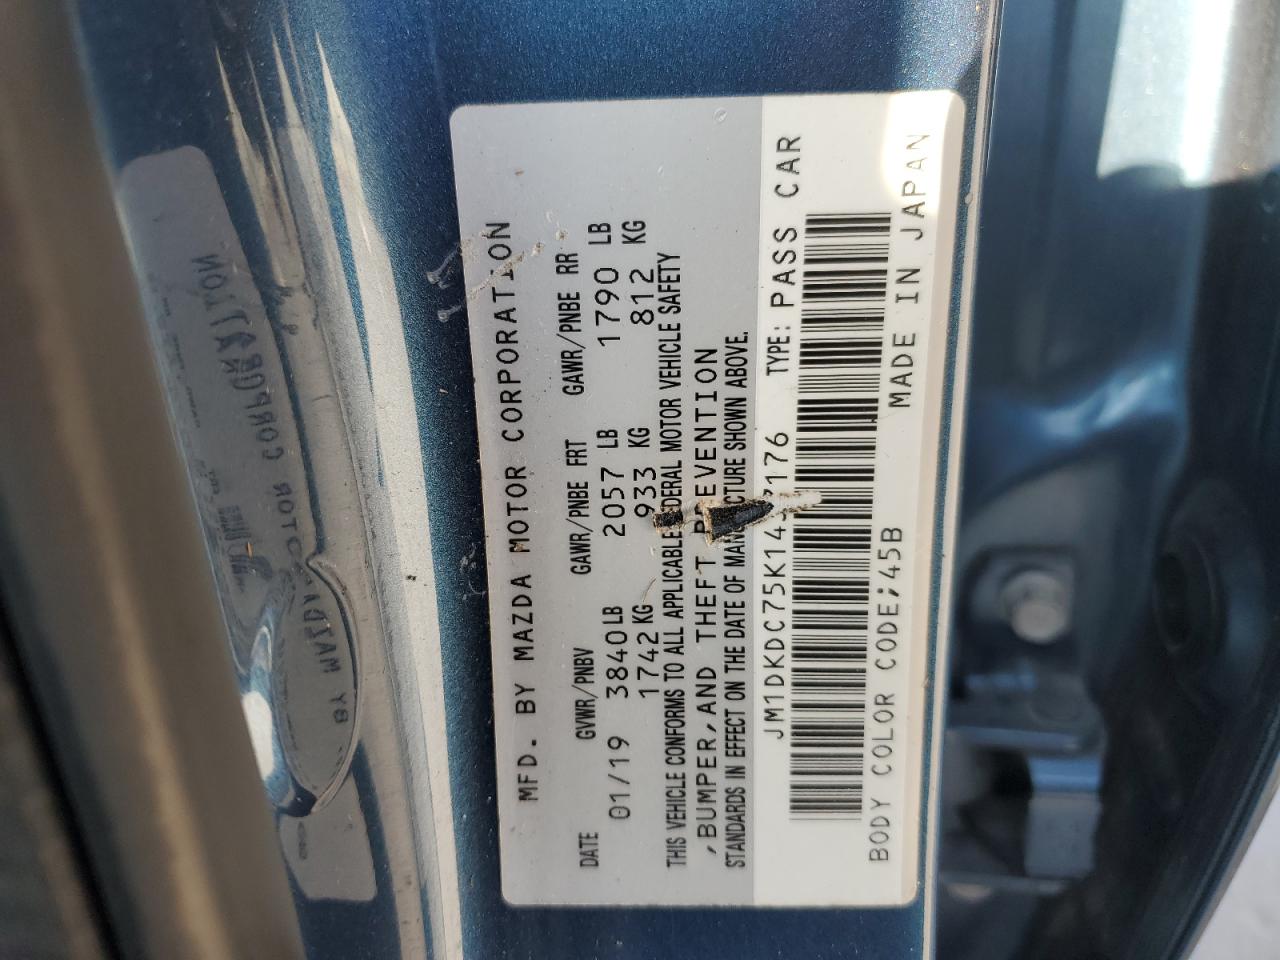 MFD. BY MAZDA MOTOR CORPORATION
DATE GVWR/PNBV GAWR/PNBE FRT GAWR/PNBE RR
01/19 3840LB 2057 LB 1790 LB
1742KG 933 KG 812 KG
THIS VEHICLE CONFORMS TO ALL APPLICABLE FEDERAL MOTOR VEHICLE SAFETY
,BUMPER,AND THEFT PREVENTION
STANDARDS IN EFFECT ON THE DATE OF MANUFACTURE SHOWN ABOVE.
TYPE: PASS CAR
BODY COLOR CODE;45B MADE IN JAPAN